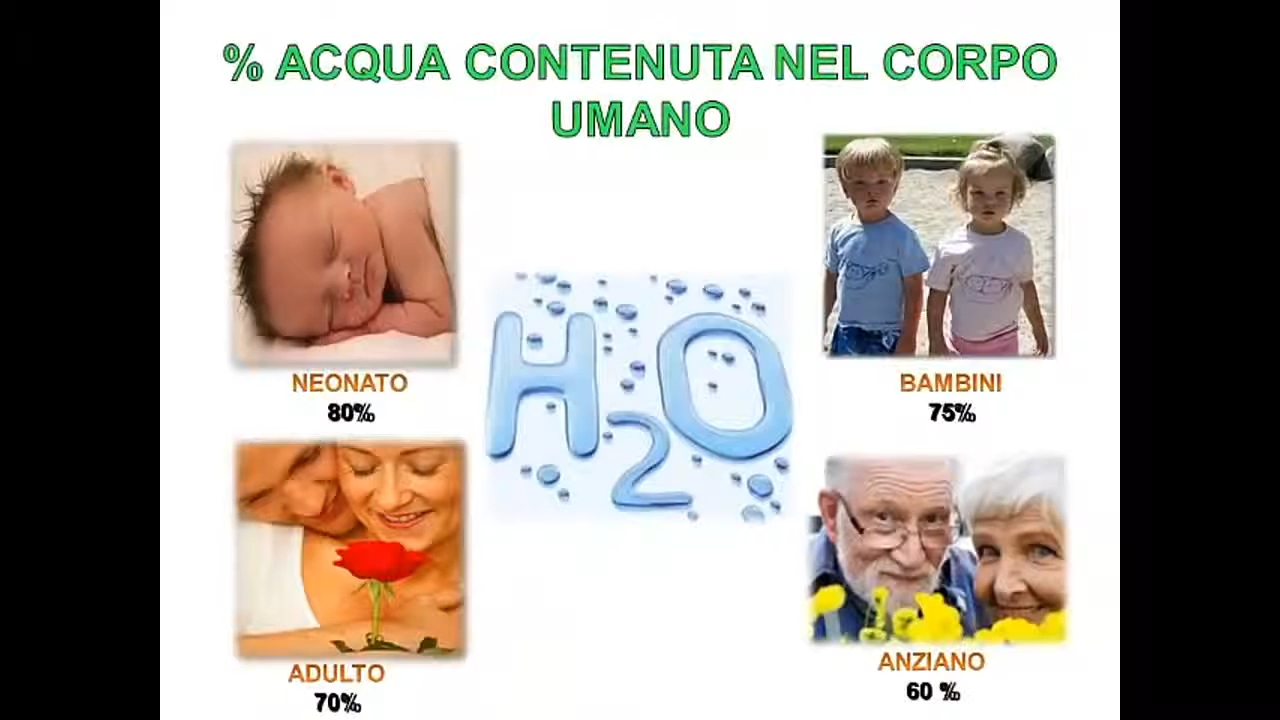 % ACQUA CONTENUTA NEL CORPO
UMANO
H2O
NEONATO
80%
BAMBINI
75%
ADULTO
70%
ANZIANO
60 %